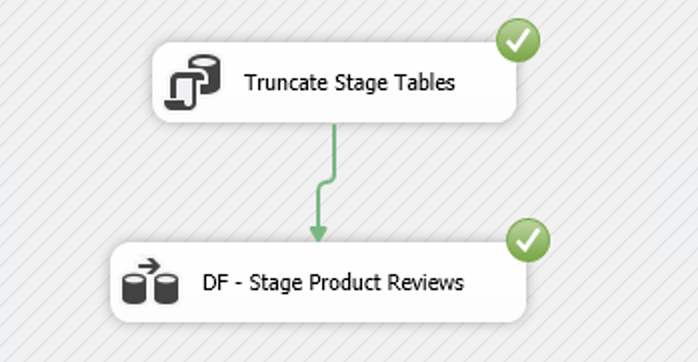 Truncate Stage Tables
DF - Stage Product Reviews